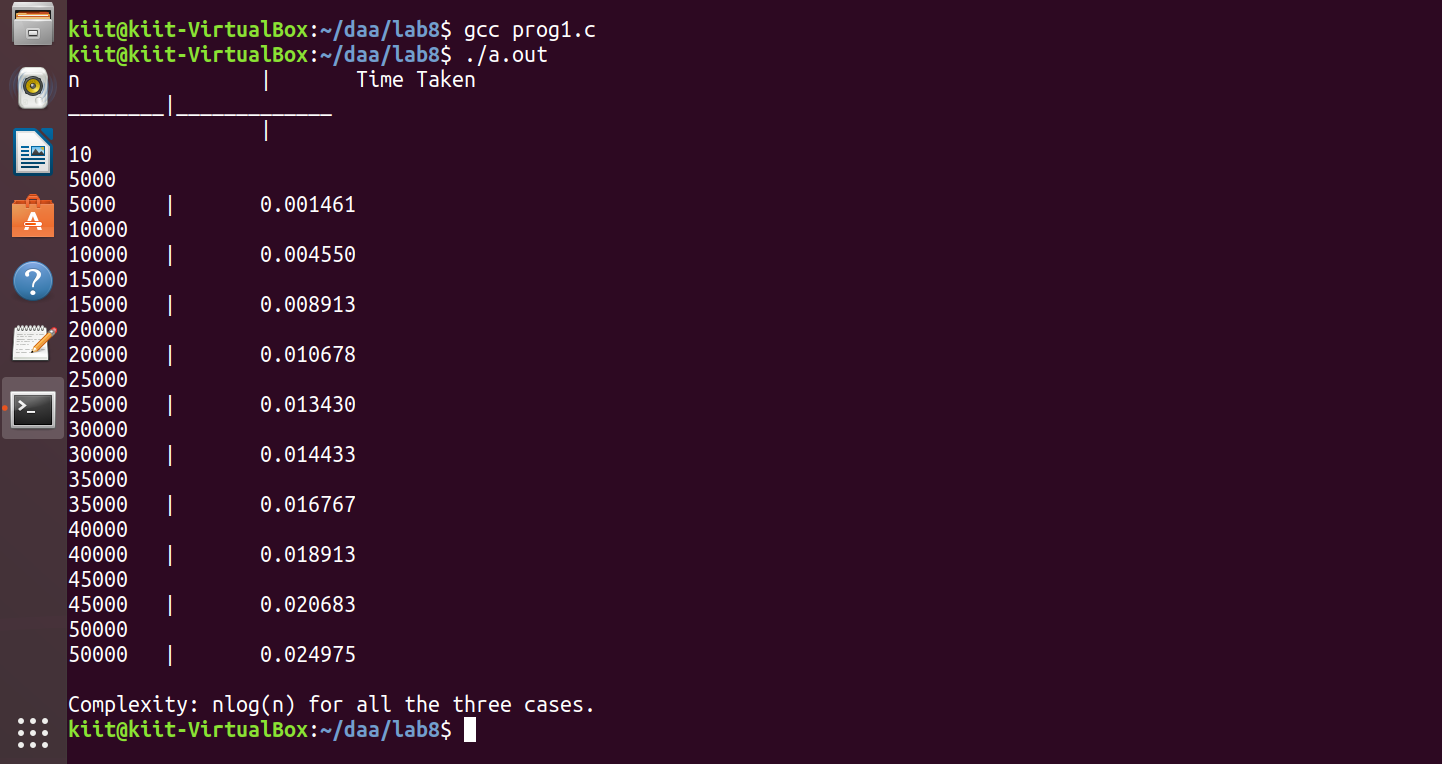 kiit@kiit-VirtualBox:~/daa/lab8$ gcc prog1.c
kiit@kiit-VirtualBox:~/daa/lab8$ ./a.out
n                |       Time Taken
________|_____________
                 |
10
5000
5000    |       0.001461
10000
10000   |       0.004550
15000
15000   |       0.008913
20000
20000   |       0.010678
25000
25000   |       0.013430
30000
30000   |       0.014433
35000
35000   |       0.016767
40000
40000   |       0.018913
45000
45000   |       0.020683
50000
50000   |       0.024975
Complexity: nlog(n) for all the three cases.
kiit@kiit-VirtualBox:~/daa/lab8$